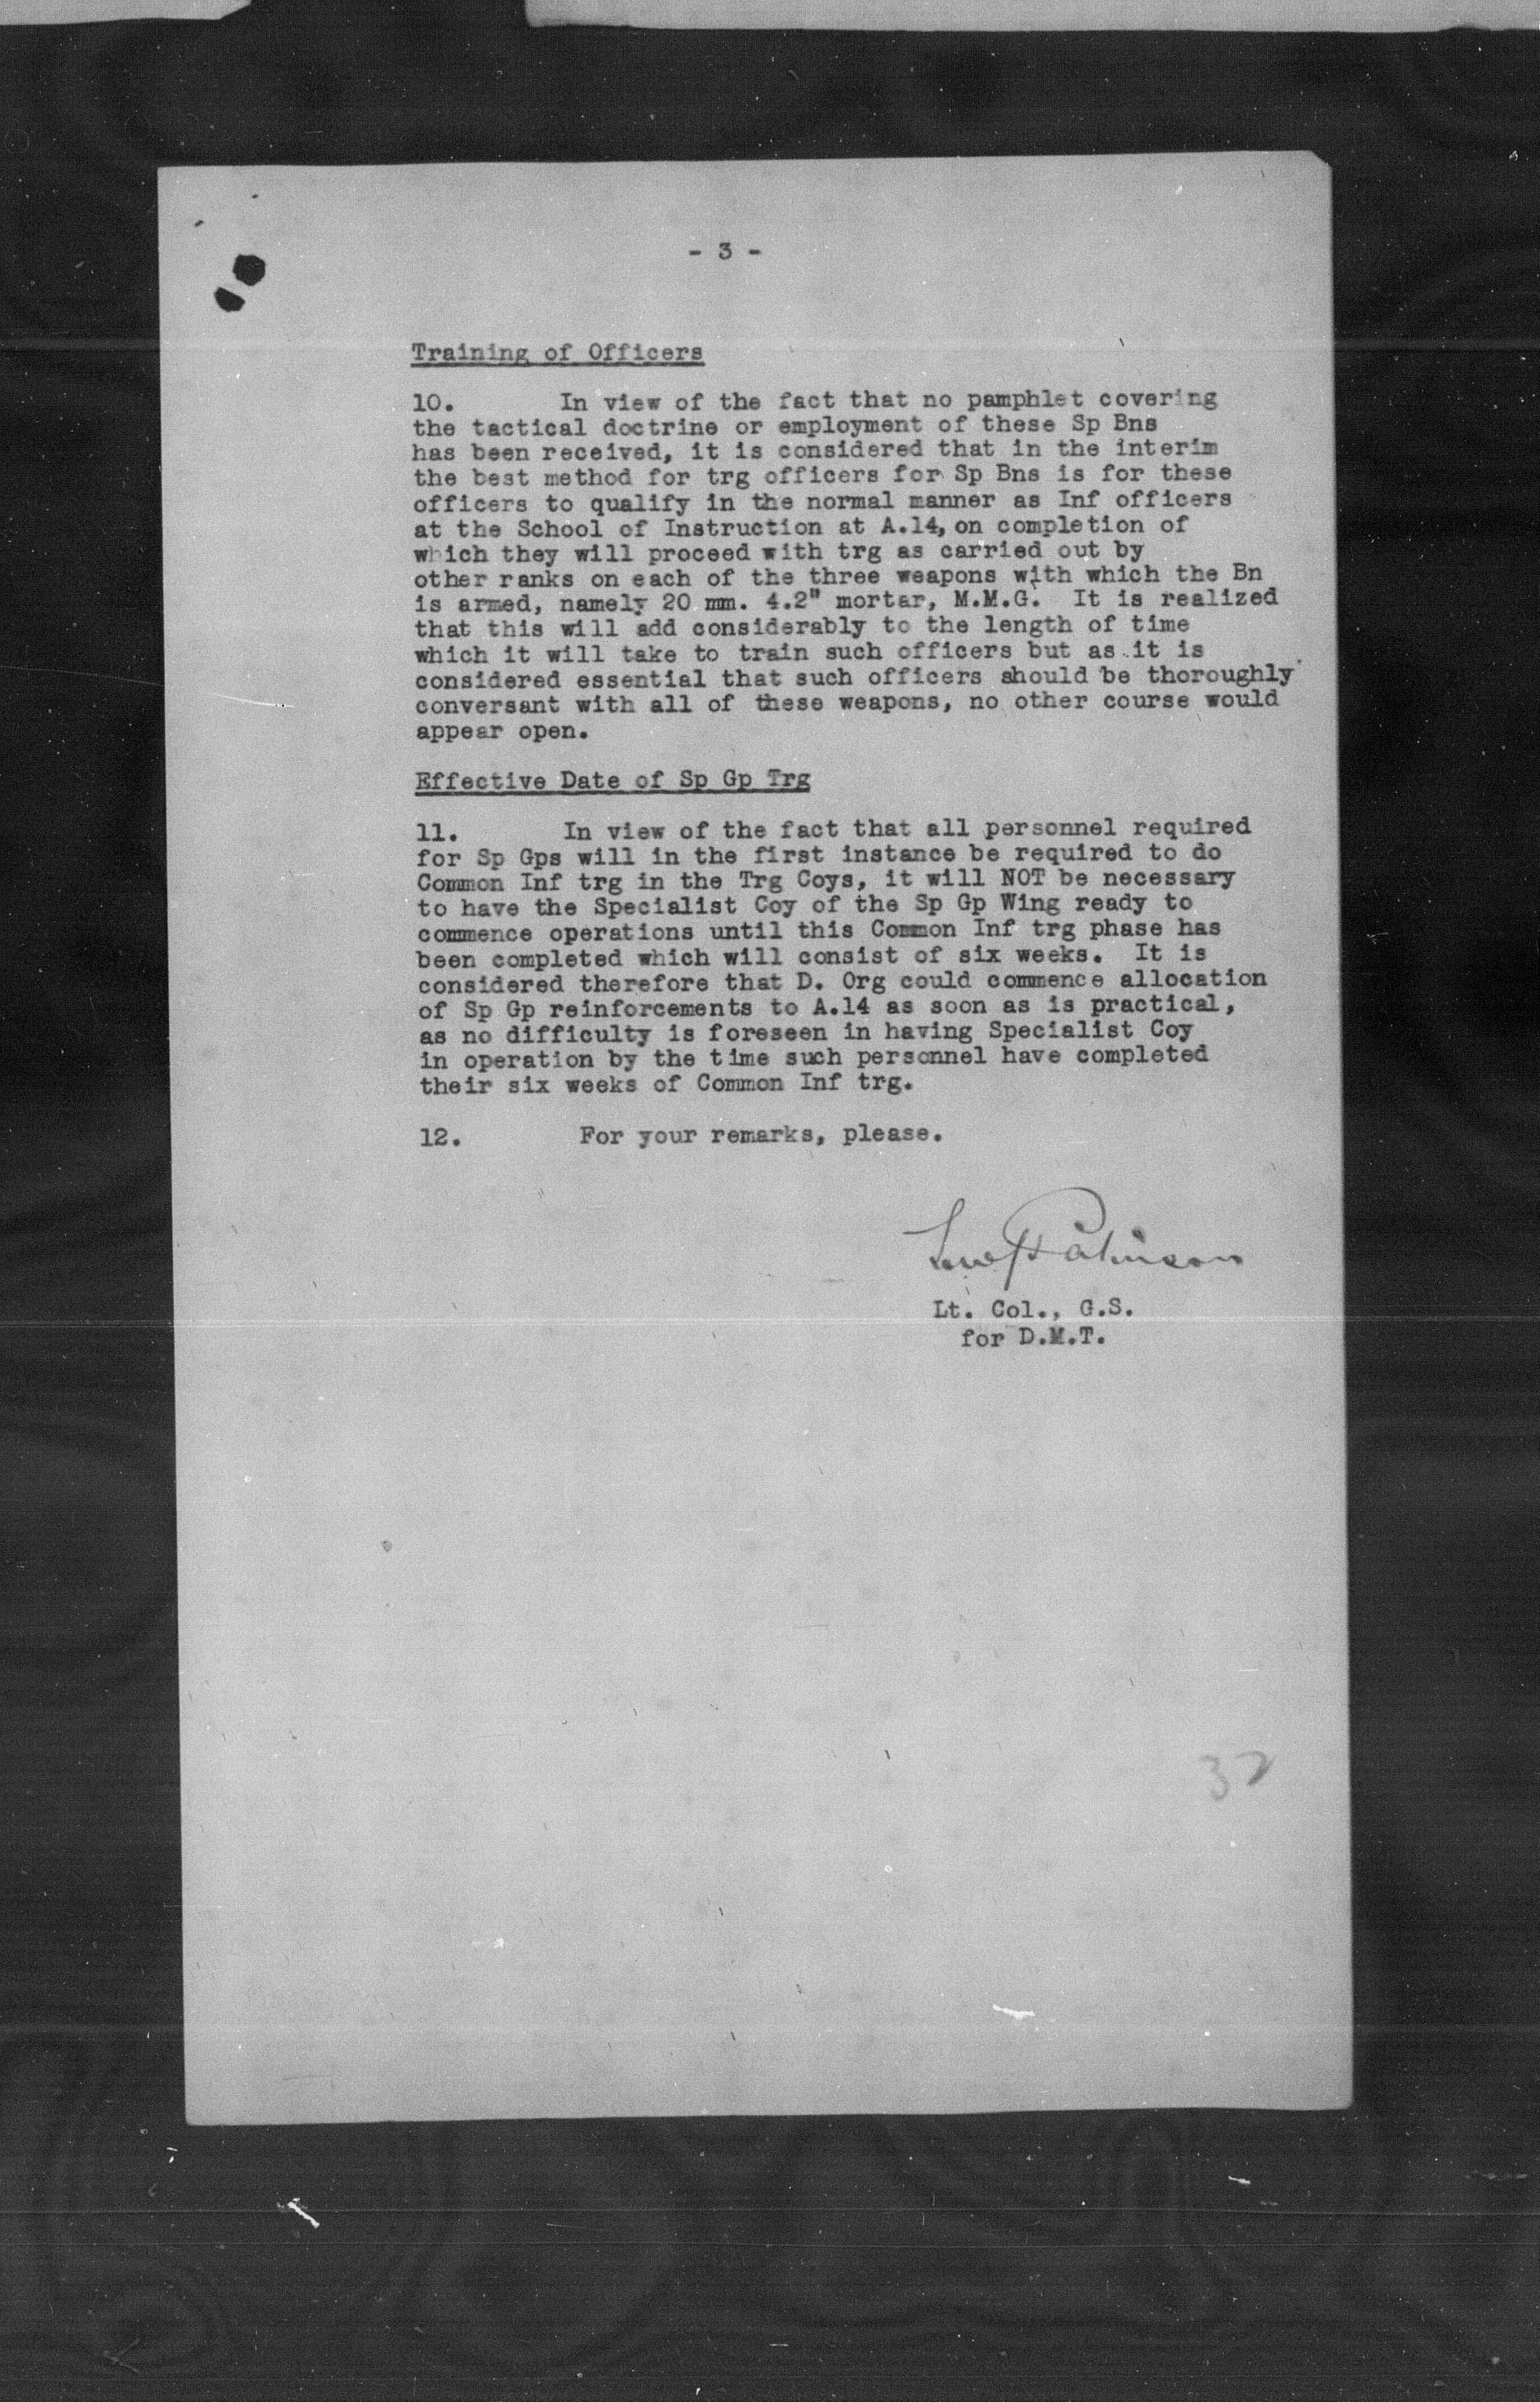 - 3 -
Training of Officers
10. In view of the fact that no pamphlet covering
the tactical doctrine or employment of these Sp Bns
has been received, it is considered that in the interim
the best method for trg officers for Sp Bns is for these
officers to qualify in the normal manner as Inf officers
at the School of Instruction at A.14, on completion of
which they will proceed with trg as carried out by
other ranks on each of the three weapons with which the Bn
is armed, namely 20 mm. 4.2" mortar, M.M.G. It is realized
that this will add considerably to the length of time
which it will take to train such officers but as it is
considered essential that such officers should be thoroughly
conversant with all of these weapons, no other course would
appear open.
Effective Date of Sp Gp Trg
11. In view of the fact that all personnel required
for Sp Gps will in the first instance be required to do
Common Inf trg in the Trg Coys, it will NOT be necessary
to have the Specialist Coy of the Sp Gp Wing ready to
commence operations until this Common Inf trg phase has
been completed which will consist of six weeks. It is
considered therefore that D. Org could commence allocation
of Sp Gp reinforcements to A.14 as soon as is practical,
as no difficulty is foreseen in having Specialist Coy
in operation by the time such personnel have completed
their six weeks of Common Inf trg.
12. For your remarks, please.
Lt. Col., G.S.
for D.M.T.
32